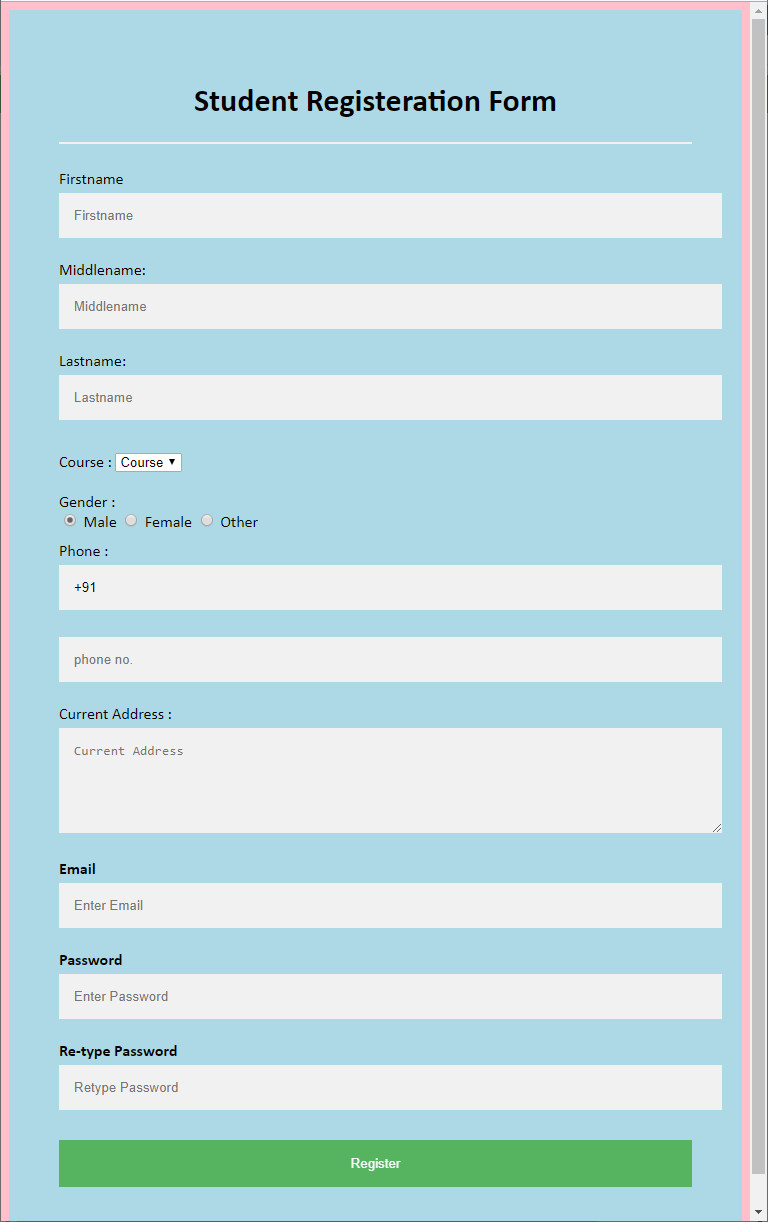 Student Registeration Form
Firstname
Firstname
Middlename:
Middlename
Lastname:
Lastname
Course : Course
Gender :
Male Female Other
Phone :
+91
phone no.
Current Address :
Current Address
Email
Enter Email
Password
Enter Password
Re-type Password
Retype Password
Register